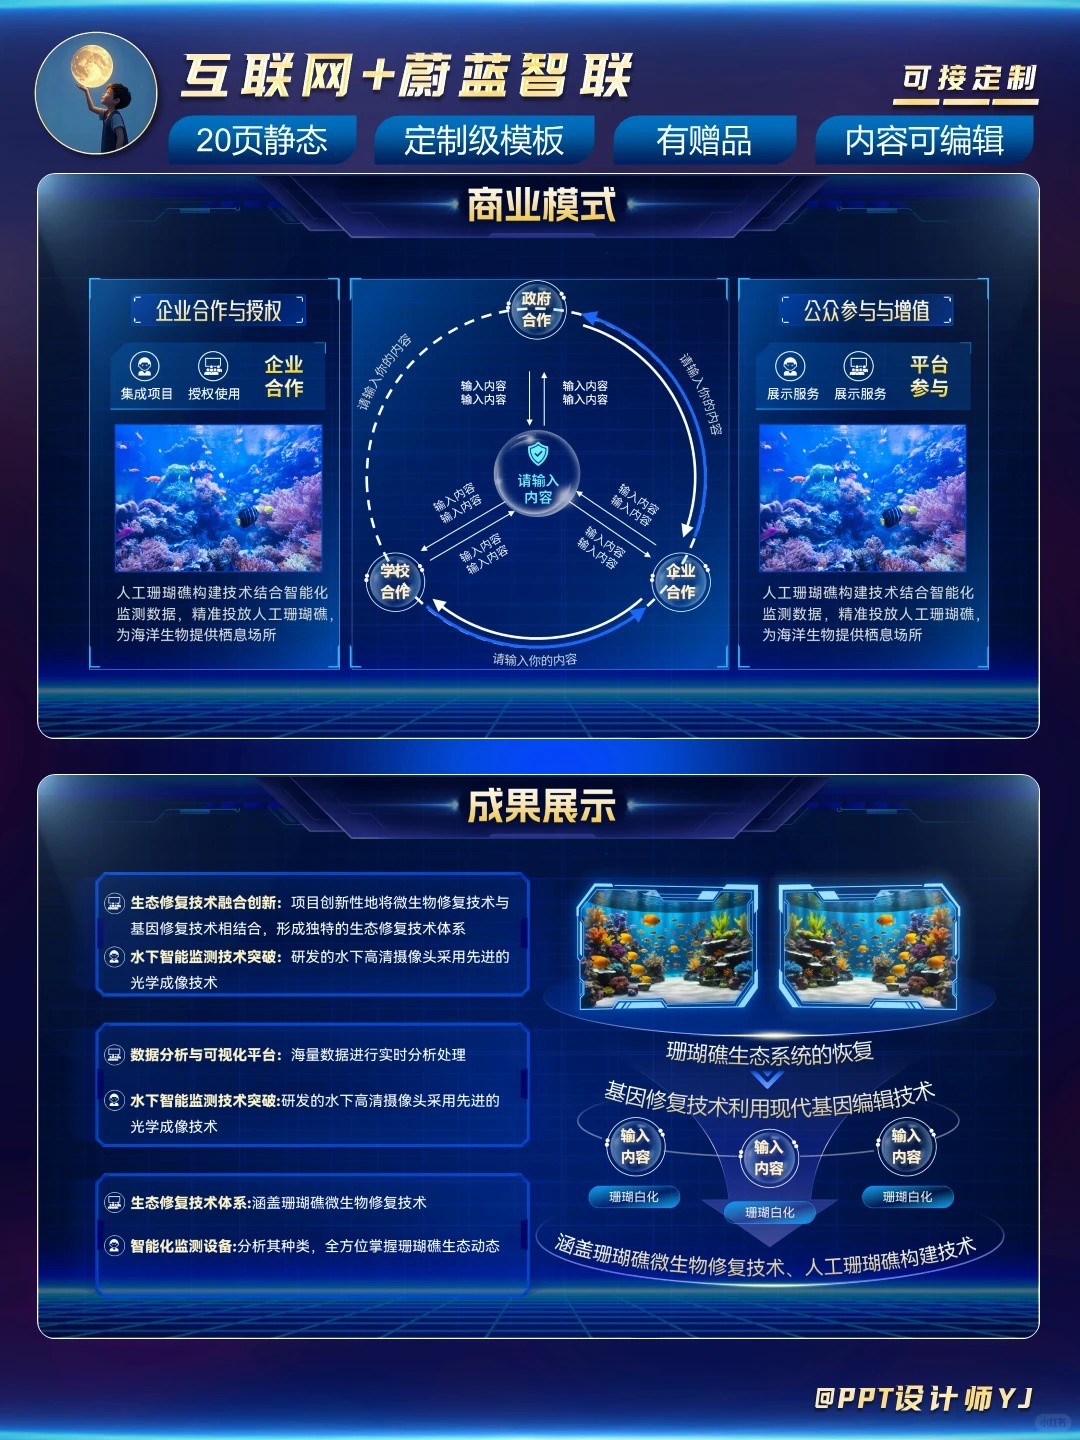 互联网+蔚蓝智联
可接定制
20页静态
定制级模板
有赠品
内容可编辑
商业模式
企业合作与授权
集成项目
授权使用
企业
合作
人工珊瑚礁构建技术结合智能化
监测数据，精准投放人工珊瑚礁，
为海洋生物提供栖息场所
政府
合作
请输入你的内容
请输入你的内容
输入内容
输入内容
输入内容
输入内容
请输入
内容
输入内容
输入内容
输入内容
输入内容
输入内容
输入内容
输入内容
输入内容
学校
合作
企业
合作
请输入你的内容
公众参与与增值
展示服务
展示服务
平台
参与
人工珊瑚礁构建技术结合智能化
监测数据，精准投放人工珊瑚礁，
为海洋生物提供栖息场所
成果展示
生态修复技术融合创新：项目创新性地将微生物修复技术与
基因修复技术相结合，形成独特的生态修复技术体系
水下智能监测技术突破：研发的水下高清摄像头采用先进的
光学成像技术
数据分析与可视化平台：海量数据进行实时分析处理
水下智能监测技术突破:研发的水下高清摄像头采用先进的
光学成像技术
生态修复技术体系:涵盖珊瑚礁微生物修复技术
智能化监测设备:分析其种类，全方位掌握珊瑚礁生态动态
珊瑚礁生态系统的恢复
基因修复技术利用现代基因编辑技术
输入
内容
输入
内容
输入
内容
珊瑚白化
珊瑚白化
珊瑚白化
涵盖珊瑚礁微生物修复技术、人工珊瑚礁构建技术
@PPT设计师YJ
小红书